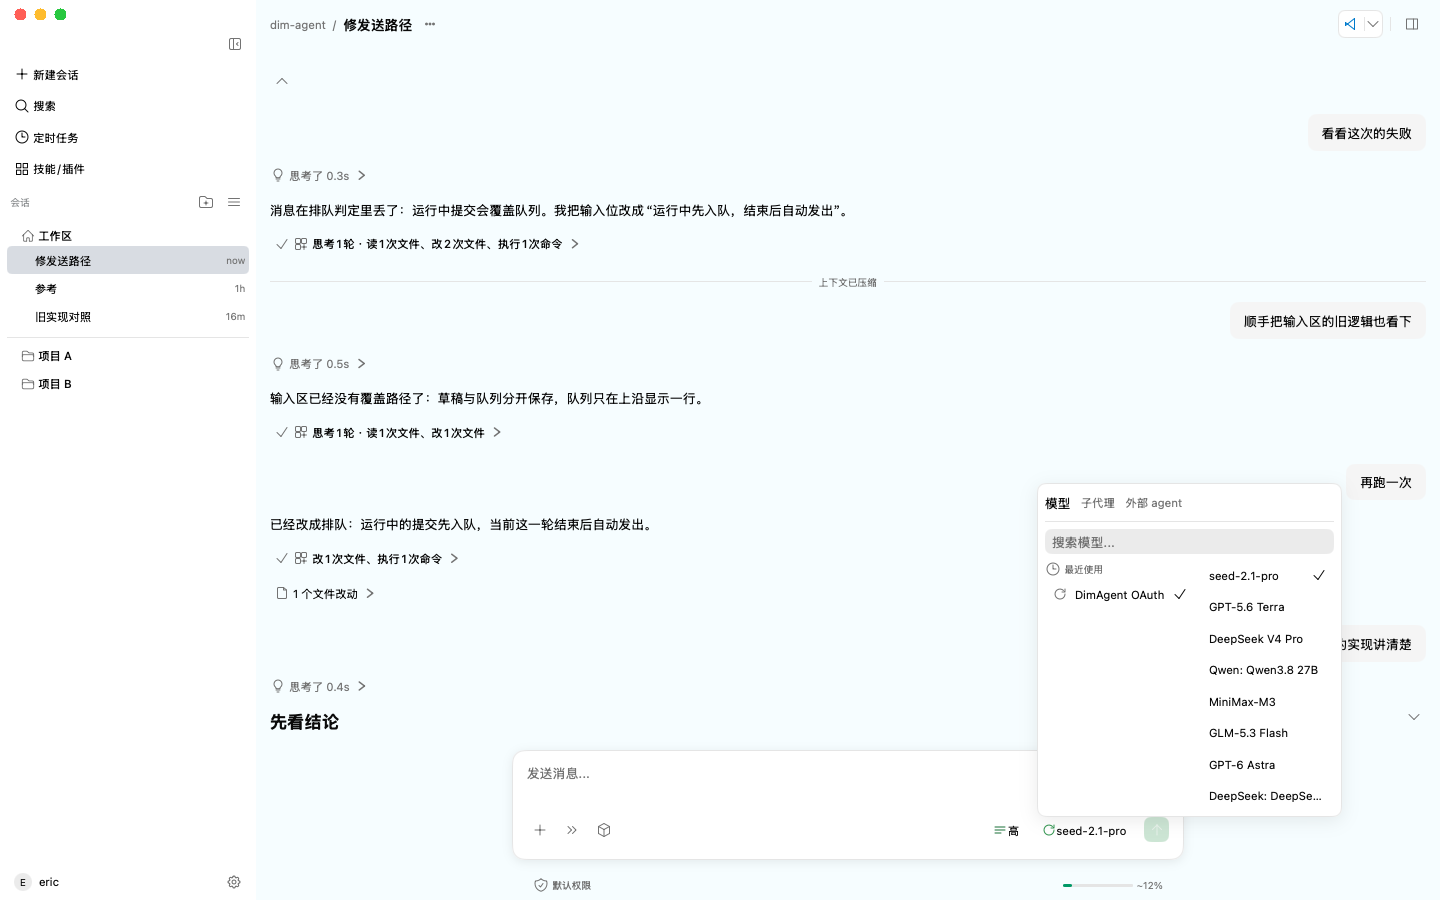 新建会话
搜索
定时任务
技能/插件
会话
工作区
修发送路径 now
参考 1h
旧实现对照 16m
项目 A
项目 B
E eric
dim-agent / 修发送路径 ···
看看这次的失败
思考了 0.3s
消息在排队判定里丢了：运行中提交会覆盖队列。我把输入位改成“运行中先入队，结束后自动发出”。
思考1轮 · 读1次文件、改2次文件、执行1次命令
上下文已压缩
顺手把输入区的旧逻辑也看下
思考了 0.5s
输入区已经没有覆盖路径了：草稿与队列分开保存，队列只在上沿显示一行。
思考1轮 · 读1次文件、改1次文件
再跑一次
已经改成排队：运行中的提交先入队，当前这一轮结束后自动发出。
改1次文件、执行1次命令
1 个文件改动
的实现讲清楚
思考了 0.4s
先看结论
模型 子代理 外部 agent
搜索模型...
最近使用
DimAgent OAuth
seed-2.1-pro
GPT-5.6 Terra
DeepSeek V4 Pro
Qwen: Qwen3.8 27B
MiniMax-M3
GLM-5.3 Flash
GPT-6 Astra
DeepSeek: DeepSe...
发送消息...
高 seed-2.1-pro
默认权限 ~12%